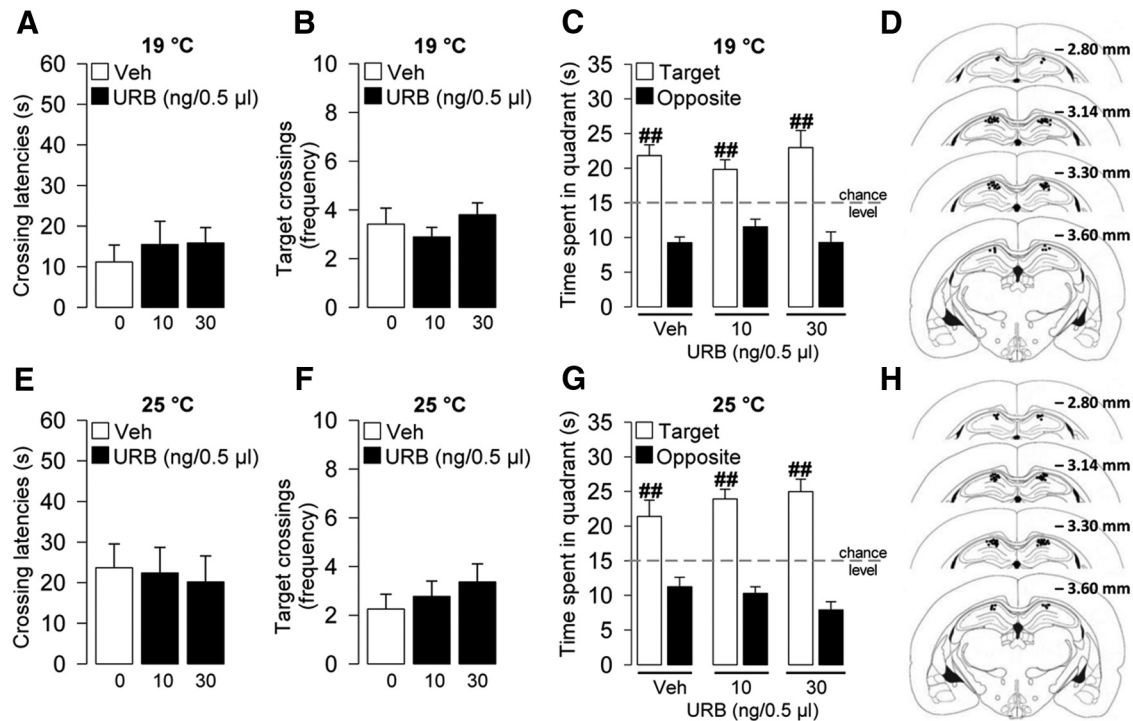 A
19 °C
Crossing latencies (s)
60
50
40
30
20
10
0
Veh
URB (ng/0.5 µl)
0 10 30
B
19 °C
Target crossings
(frequency)
10
8
6
4
2
0
Veh
URB (ng/0.5 µl)
0 10 30
C
19 °C
Time spent in quadrant (s)
35
30
25
20
15
10
5
0
Target
Opposite
## ## ##
chance
level
Veh 10 30
URB (ng/0.5 µl)
D
– 2.80 mm
– 3.14 mm
– 3.30 mm
– 3.60 mm
E
25 °C
Crossing latencies (s)
60
50
40
30
20
10
0
Veh
URB (ng/0.5 µl)
0 10 30
F
25 °C
Target crossings
(frequency)
10
8
6
4
2
0
Veh
URB (ng/0.5 µl)
0 10 30
G
25 °C
Time spent in quadrant (s)
35
30
25
20
15
10
5
0
Target
Opposite
## ## ##
chance
level
Veh 10 30
URB (ng/0.5 µl)
H
– 2.80 mm
– 3.14 mm
– 3.30 mm
– 3.60 mm